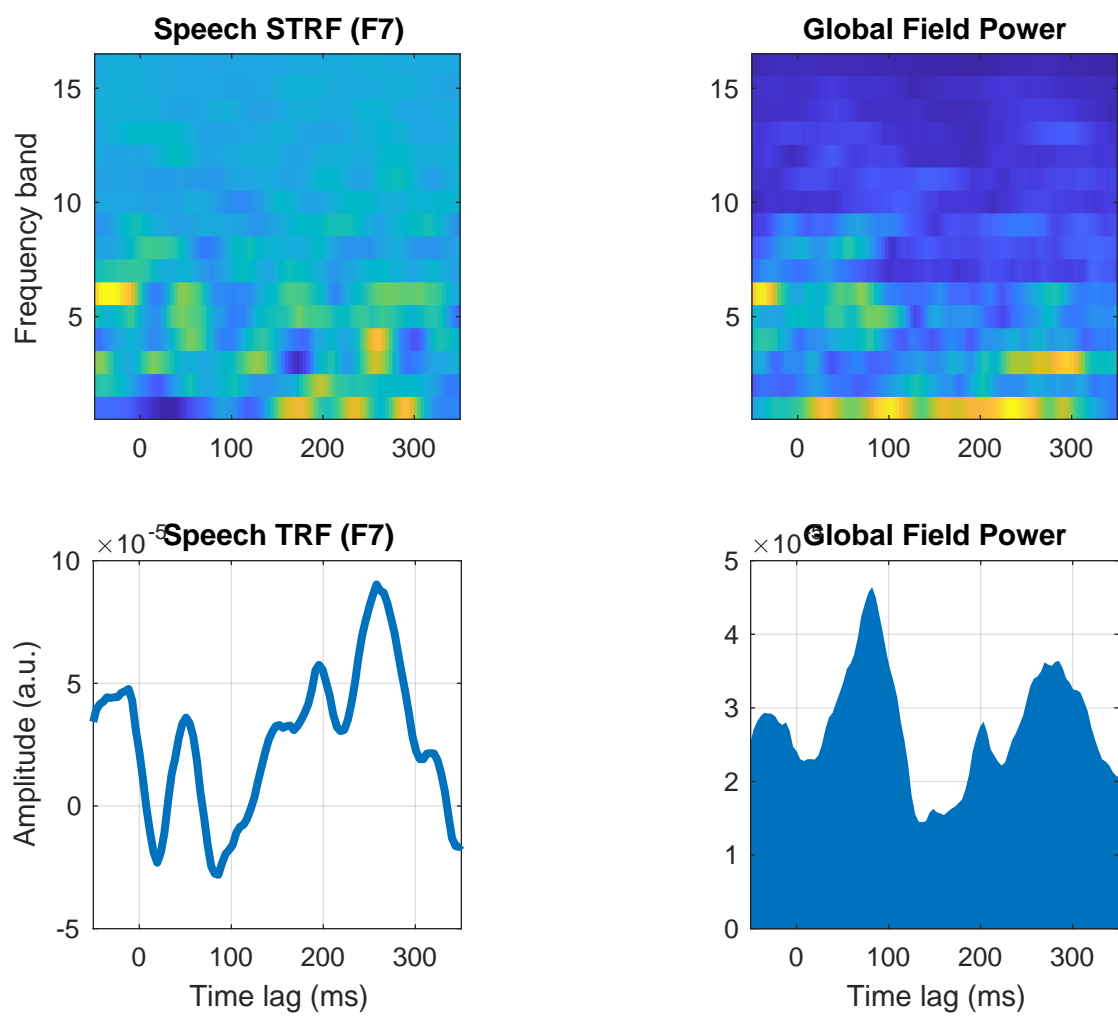 Speech STRF (F7)
Frequency band
15
10
5
0 100 200 300
Global Field Power
15
10
5
0 100 200 300
Speech TRF (F7)
×10⁻⁵
Amplitude (a.u.)
10
5
0
-5
0 100 200 300
Time lag (ms)
Global Field Power
×10
5
4
3
2
1
0
0 100 200 300
Time lag (ms)